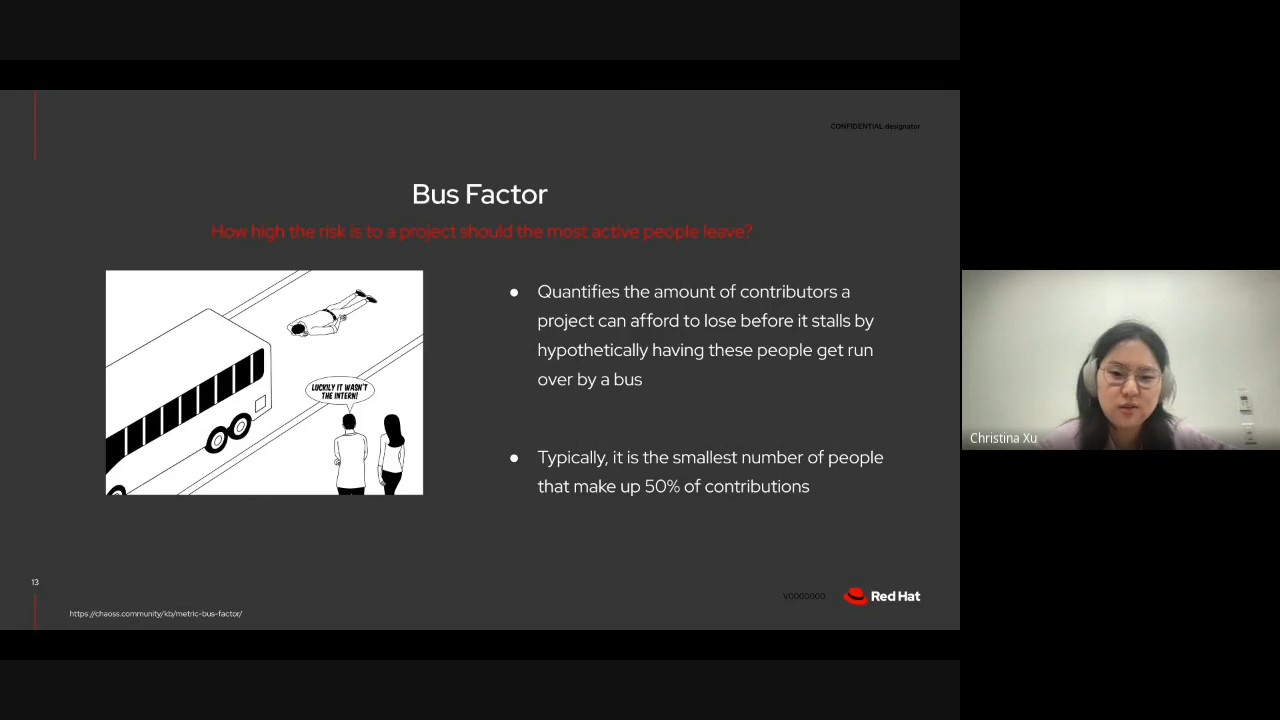 CONFIDENTIAL designator
Bus Factor
How high the risk is to a project should the most active people leave?
LUCKILY IT WASN'T
THE INTERN!
● Quantifies the amount of contributors a
project can afford to lose before it stalls by
hypothetically having these people get run
over by a bus
● Typically, it is the smallest number of people
that make up 50% of contributions
Christina Xu
13
V0000000
Red Hat
https://chaoss.community/kb/metric-bus-factor/